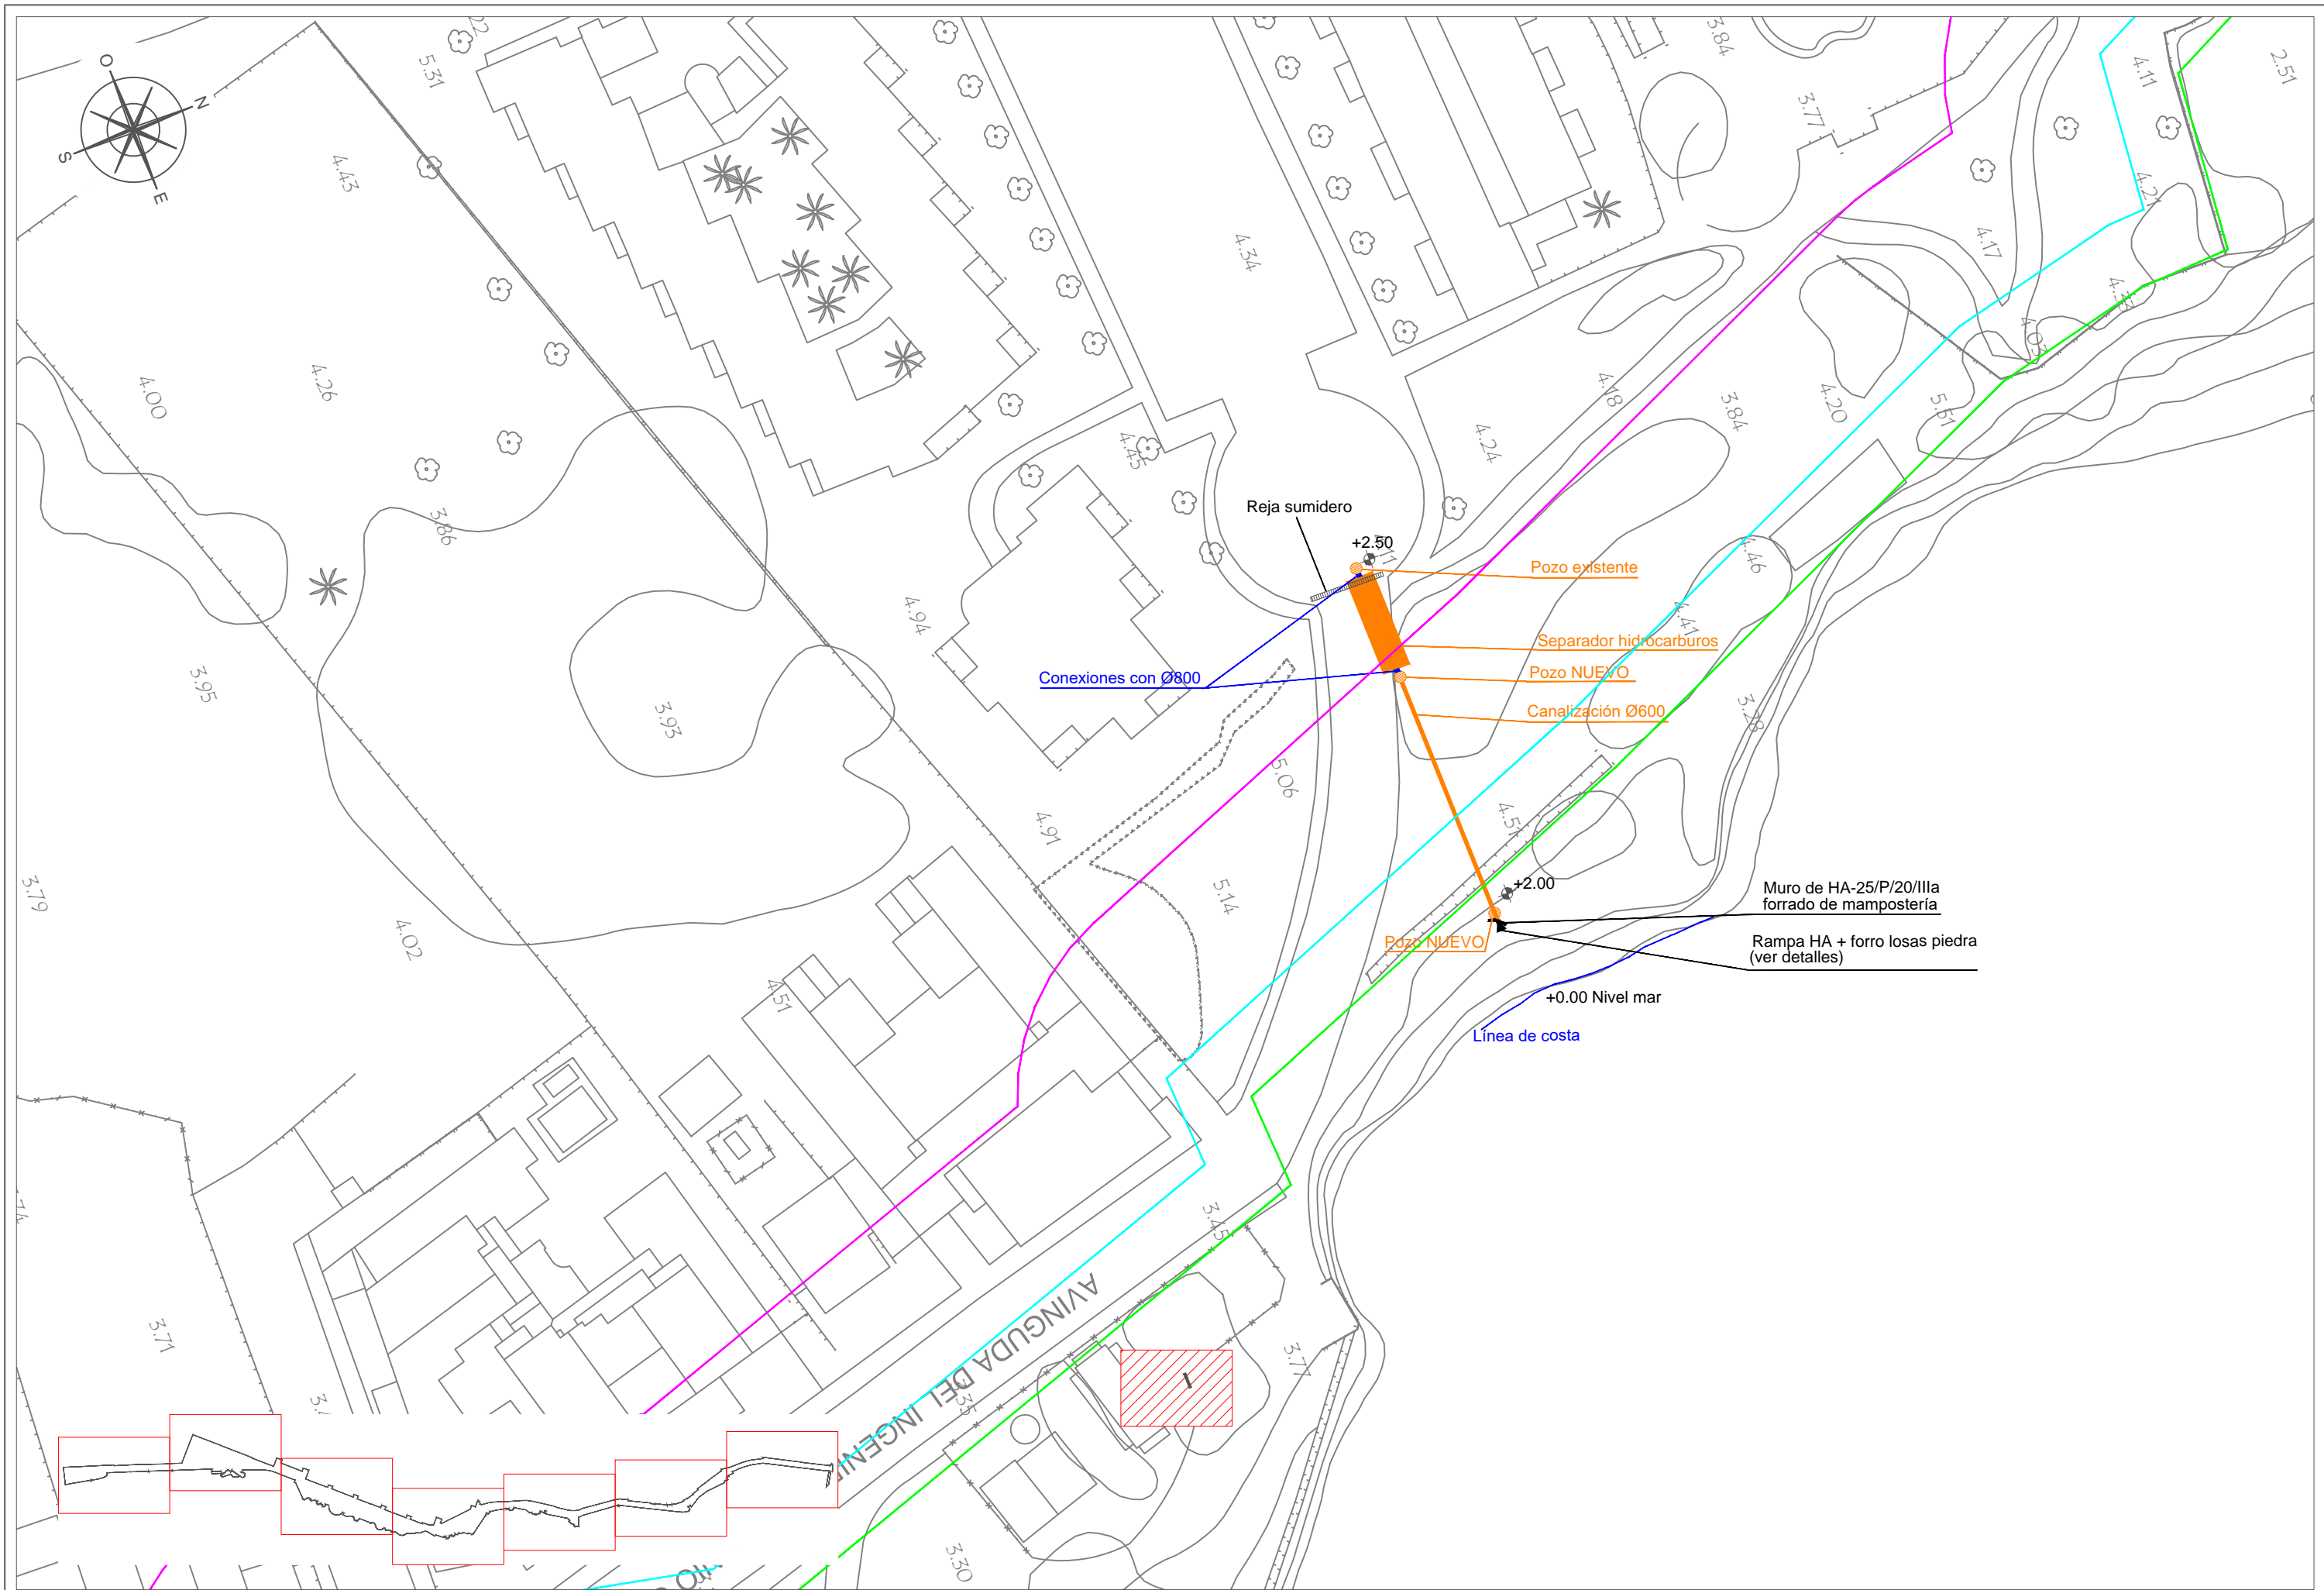 O
N
S
E
5.31
4.43
4.00
4.26
3.86
3.95
3.93
3.79
4.02
3.71
4.34
4.45
4.94
4.91
5.06
5.14
4.51
3.84
3.77
4.11
2.51
4.17
4.18
3.84
4.20
5.51
4.24
4.46
4.41
3.28
Reja sumidero
+2.50
Pozo existente
Separador hidrocarburos
Conexiones con Ø800
Pozo NUEVO
Canalización Ø600
+2.00
Muro de HA-25/P/20/IIIa
forrado de mampostería
Pozo NUEVO
Rampa HA + forro losas piedra
(ver detalles)
+0.00 Nivel mar
Línea de costa
3.45
3.77
AVINGUDA DEL INGENIE
3.30